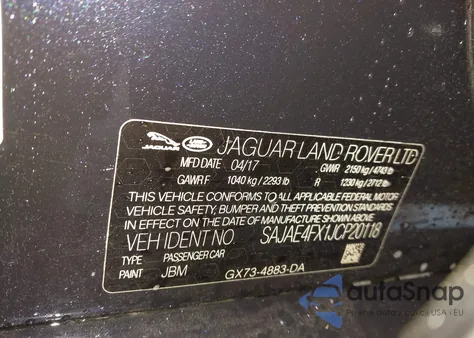 JAGUAR LAND ROVER JAGUAR LAND ROVER LTD
MFD DATE 04/17 GVWR 2150 kg / 4740 lb
GAWR F 1040 kg / 2293 lb R 1230 kg / 2712 lb
THIS VEHICLE CONFORMS TO ALL APPLICABLE FEDERAL MOTOR
VEHICLE SAFETY, BUMPER AND THEFT PREVENTION STANDARDS
IN EFFECT ON THE DATE OF MANUFACTURE SHOWN ABOVE.
VEH IDENT NO. SAJAE4FX1JCP20118
TYPE PASSENGER CAR
PAINT JBM GX73-4883-DA
autoSnap